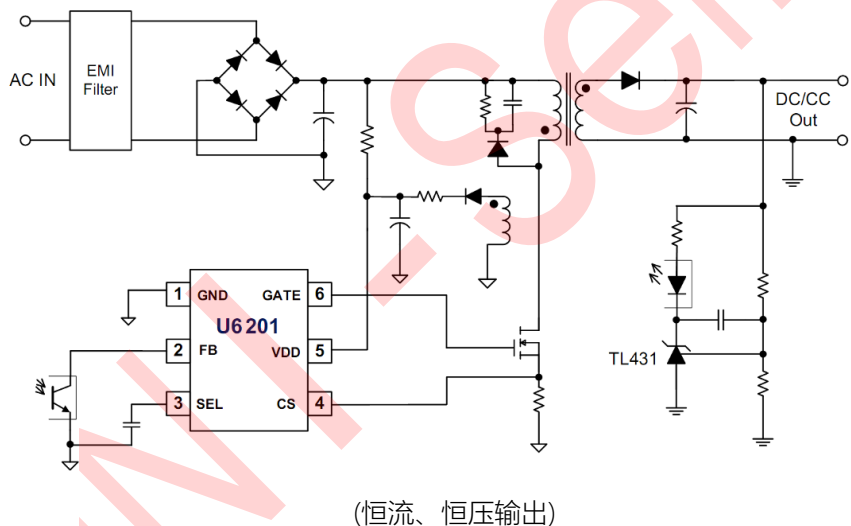 AC IN
EMI
Filter
DC/CC
Out
1
GND
GATE
6
U6201
2
FB
VDD
5
3
SEL
CS
4
TL431
(恒流、恒压输出)